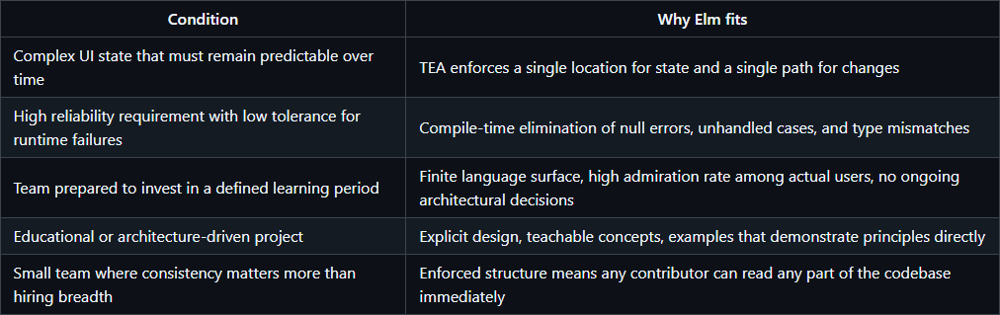 Condition
Why Elm fits
Complex UI state that must remain predictable over
time
TEA enforces a single location for state and a single path for changes
High reliability requirement with low tolerance for
runtime failures
Compile-time elimination of null errors, unhandled cases, and type mismatches
Team prepared to invest in a defined learning period
Finite language surface, high admiration rate among actual users, no ongoing
architectural decisions
Educational or architecture-driven project
Explicit design, teachable concepts, examples that demonstrate principles directly
Small team where consistency matters more than
hiring breadth
Enforced structure means any contributor can read any part of the codebase
immediately